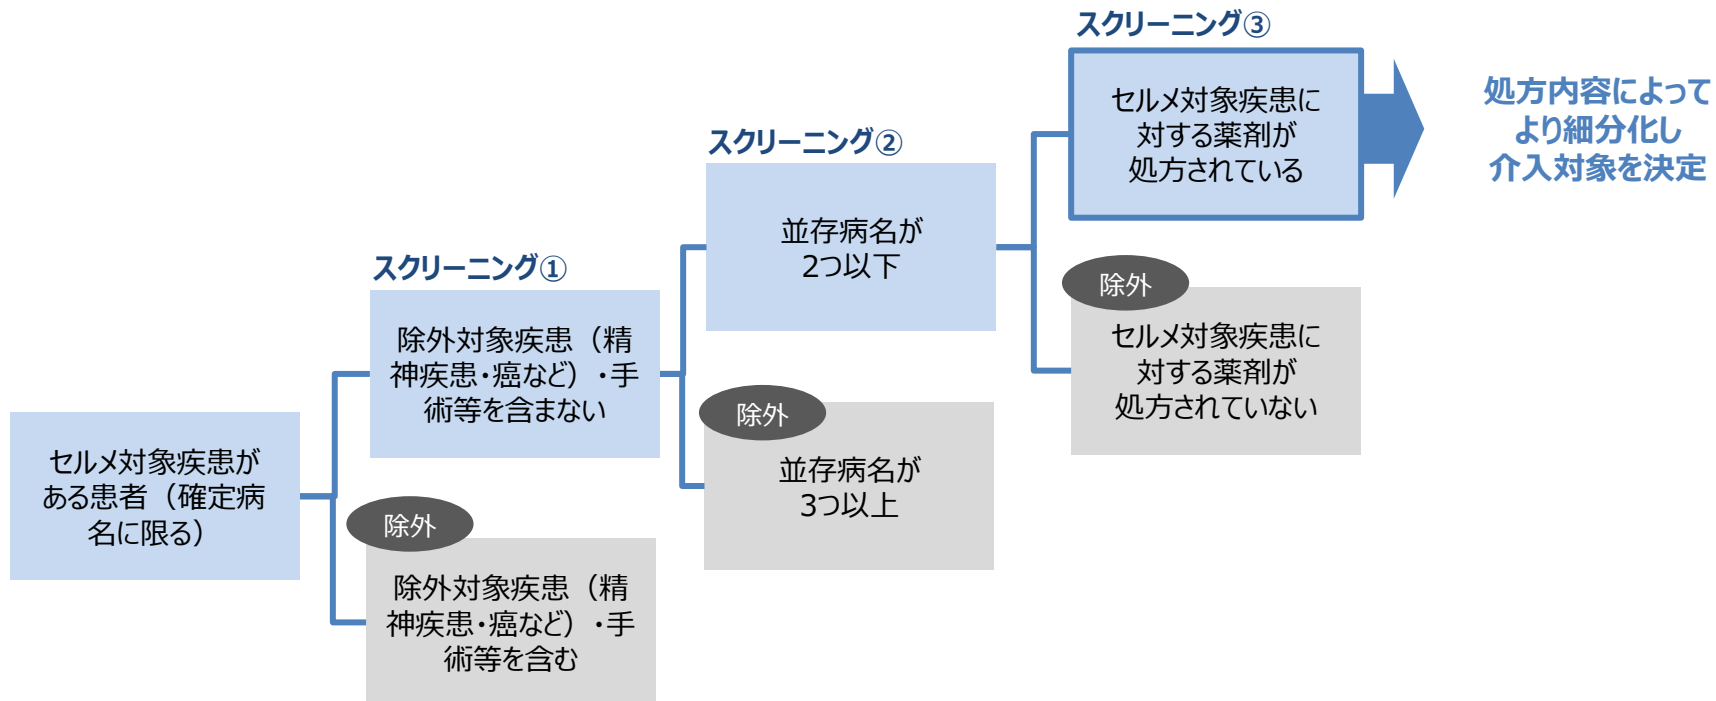 セルメ対象疾患が
ある患者（確定病
名に限る）
スクリーニング①
除外対象疾患（精
神疾患・癌など）・手
術等を含まない
除外
除外対象疾患（精
神疾患・癌など）・手
術等を含む
スクリーニング②
並存病名が
2つ以下
除外
並存病名が
3つ以上
スクリーニング③
セルメ対象疾患に
対する薬剤が
処方されている
除外
セルメ対象疾患に
対する薬剤が
処方されていない
処方内容によって
より細分化し
介入対象を決定